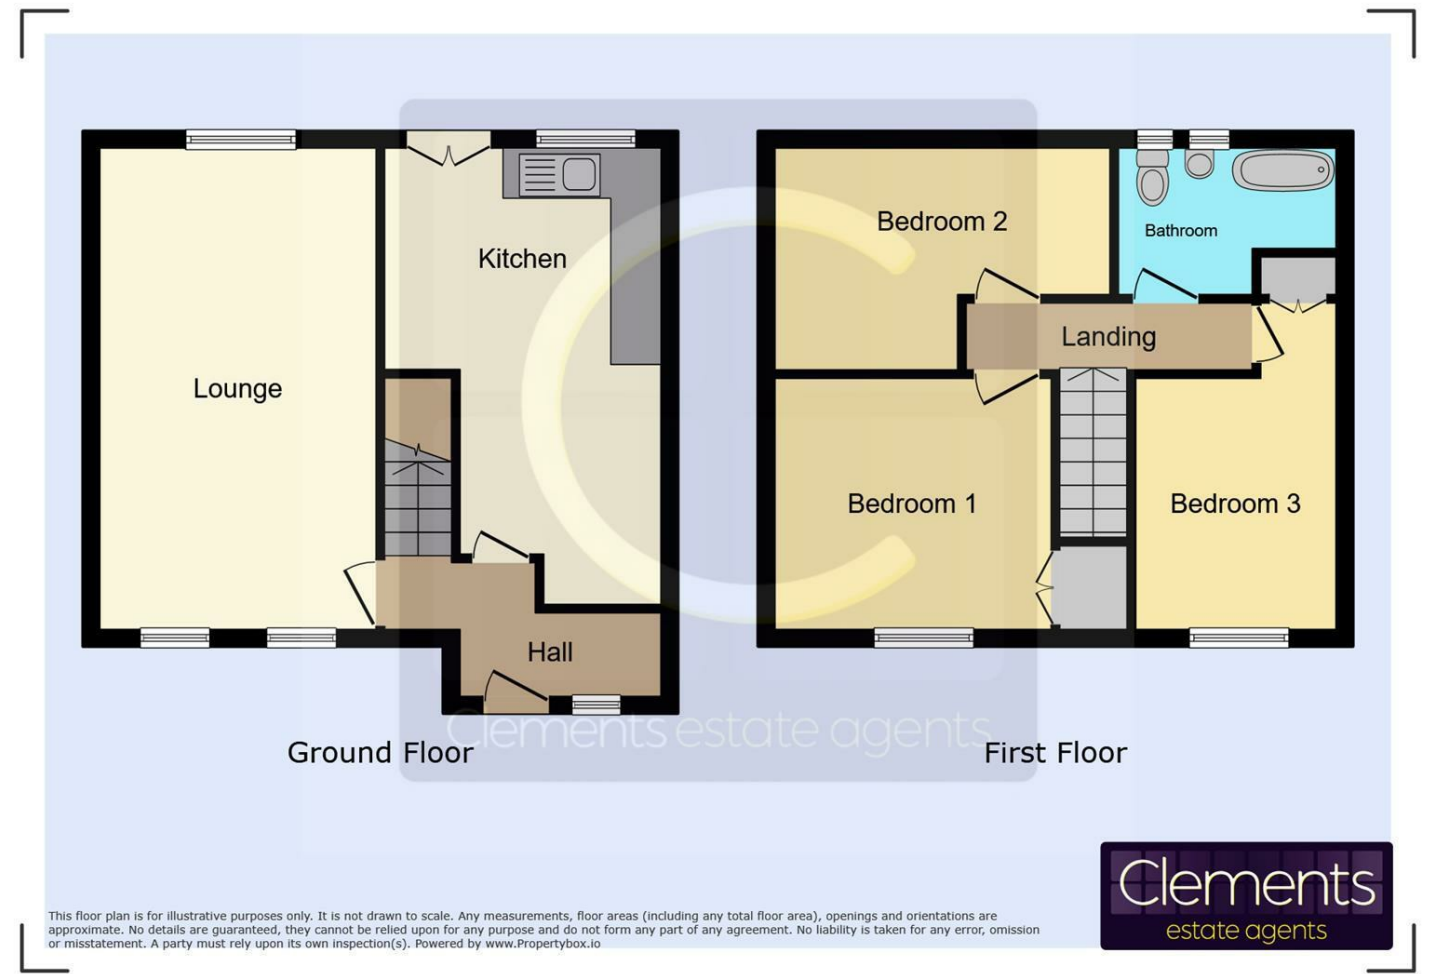 Bedroom 2
Bathroom
Kitchen
Landing
Lounge
Bedroom 1
Bedroom 3
Hall
Clements estate agents
Ground Floor
First Floor
Clements
estate agents
This floor plan is for illustrative purposes only. It is not drawn to scale. Any measurements, floor areas (including any total floor area), openings and orientations are
approximate. No details are guaranteed, they cannot be relied upon for any purpose and do not form any part of any agreement. No liability is taken for any error, omission
or misstatement. A party must rely upon its own inspection(s). Powered by www.Propertybox.io